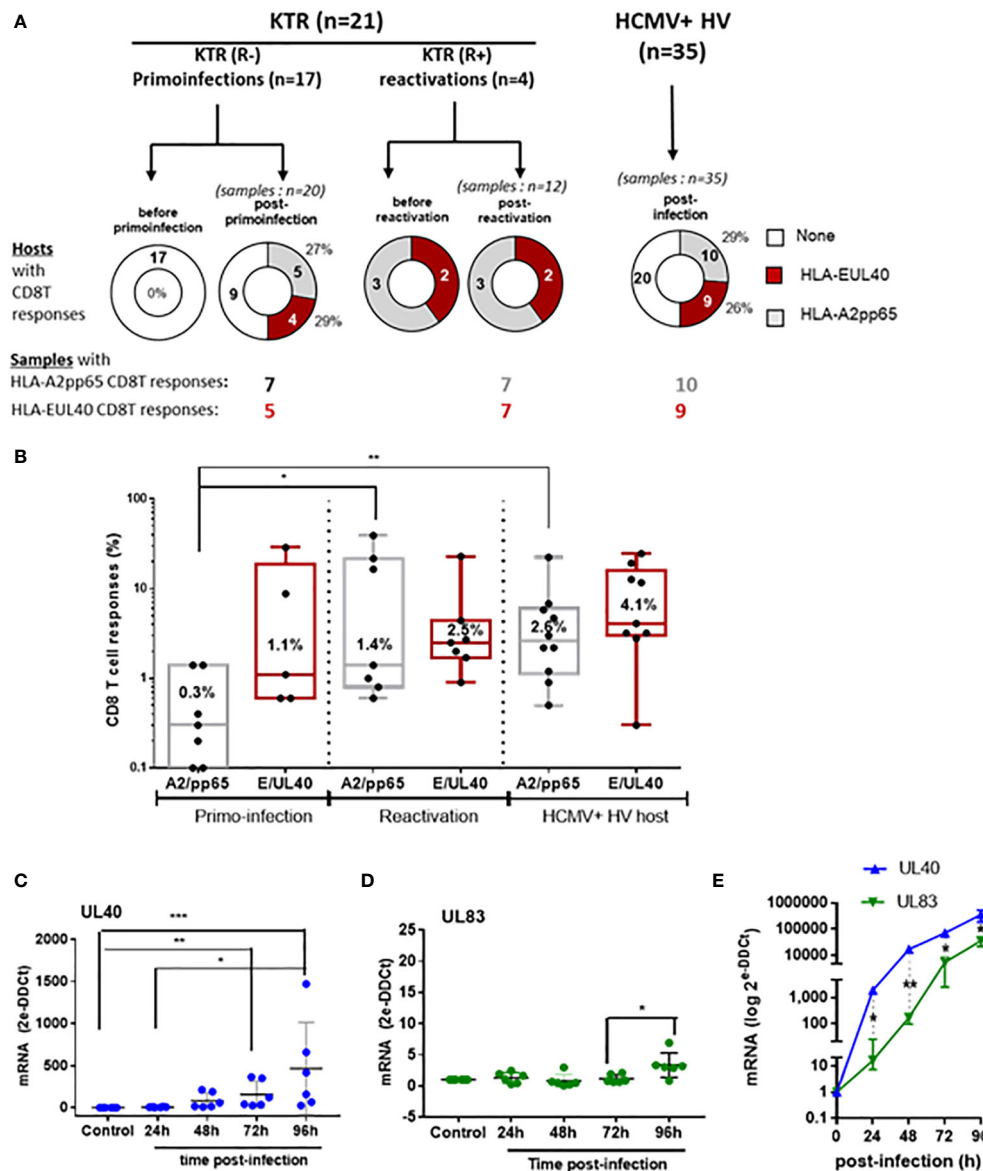 A
KTR (n=21)
HCMV+ HV
(n=35)
KTR (R-)
Primoinfections (n=17)
KTR (R+)
reactivations (n=4)
(samples : n=20)
(samples : n=12)
(samples : n=35)
before
primoinfection
post-
primoinfection
before
reactivation
post-
reactivation
post-
infection
Hosts
with
CD8T
responses
17
0%
27%
5
9
4
29%
3
2
3
2
29%
10
20
9
26%
None
HLA-EUL40
HLA-A2pp65
Samples with
HLA-A2pp65 CD8T responses: 7 7 10
HLA-EUL40 CD8T responses: 5 7 9
B
**
*
CD8 T cell responses (%)
100
10
1
0.1
0.3%
1.1%
1.4%
2.5%
2.6%
4.1%
A2/pp65 E/UL40 A2/pp65 E/UL40 A2/pp65 E/UL40
Primo-infection Reactivation HCMV+ HV host
C
UL40
***
**
*
mRNA (2e-DDCt)
2000
1500
1000
500
0
Control 24h 48h 72h 96h
time post-infection
D
UL83
*
mRNA (2e-DDCt)
25
20
15
10
5
0
-5
Control 24h 48h 72h 96h
Time post-infection
E
UL40
UL83
mRNA (log 2e-DDCt)
1000000
100000
10000
1,000
100
10
1
0.1
★
★★
★
★
0 24 48 72
post-infection (h)